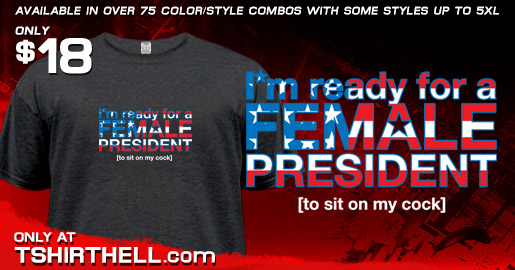 AVAILABLE IN OVER 75 COLOR/STYLE COMBOS WITH SOME STYLES UP TO 5XL
ONLY
$18
I'm ready for a
FEMALE
PRESIDENT
[to sit on my cock]
I'm ready for a
FEMALE
PRESIDENT
[to sit on my cock]
ONLY AT
TSHIRTHELL.com